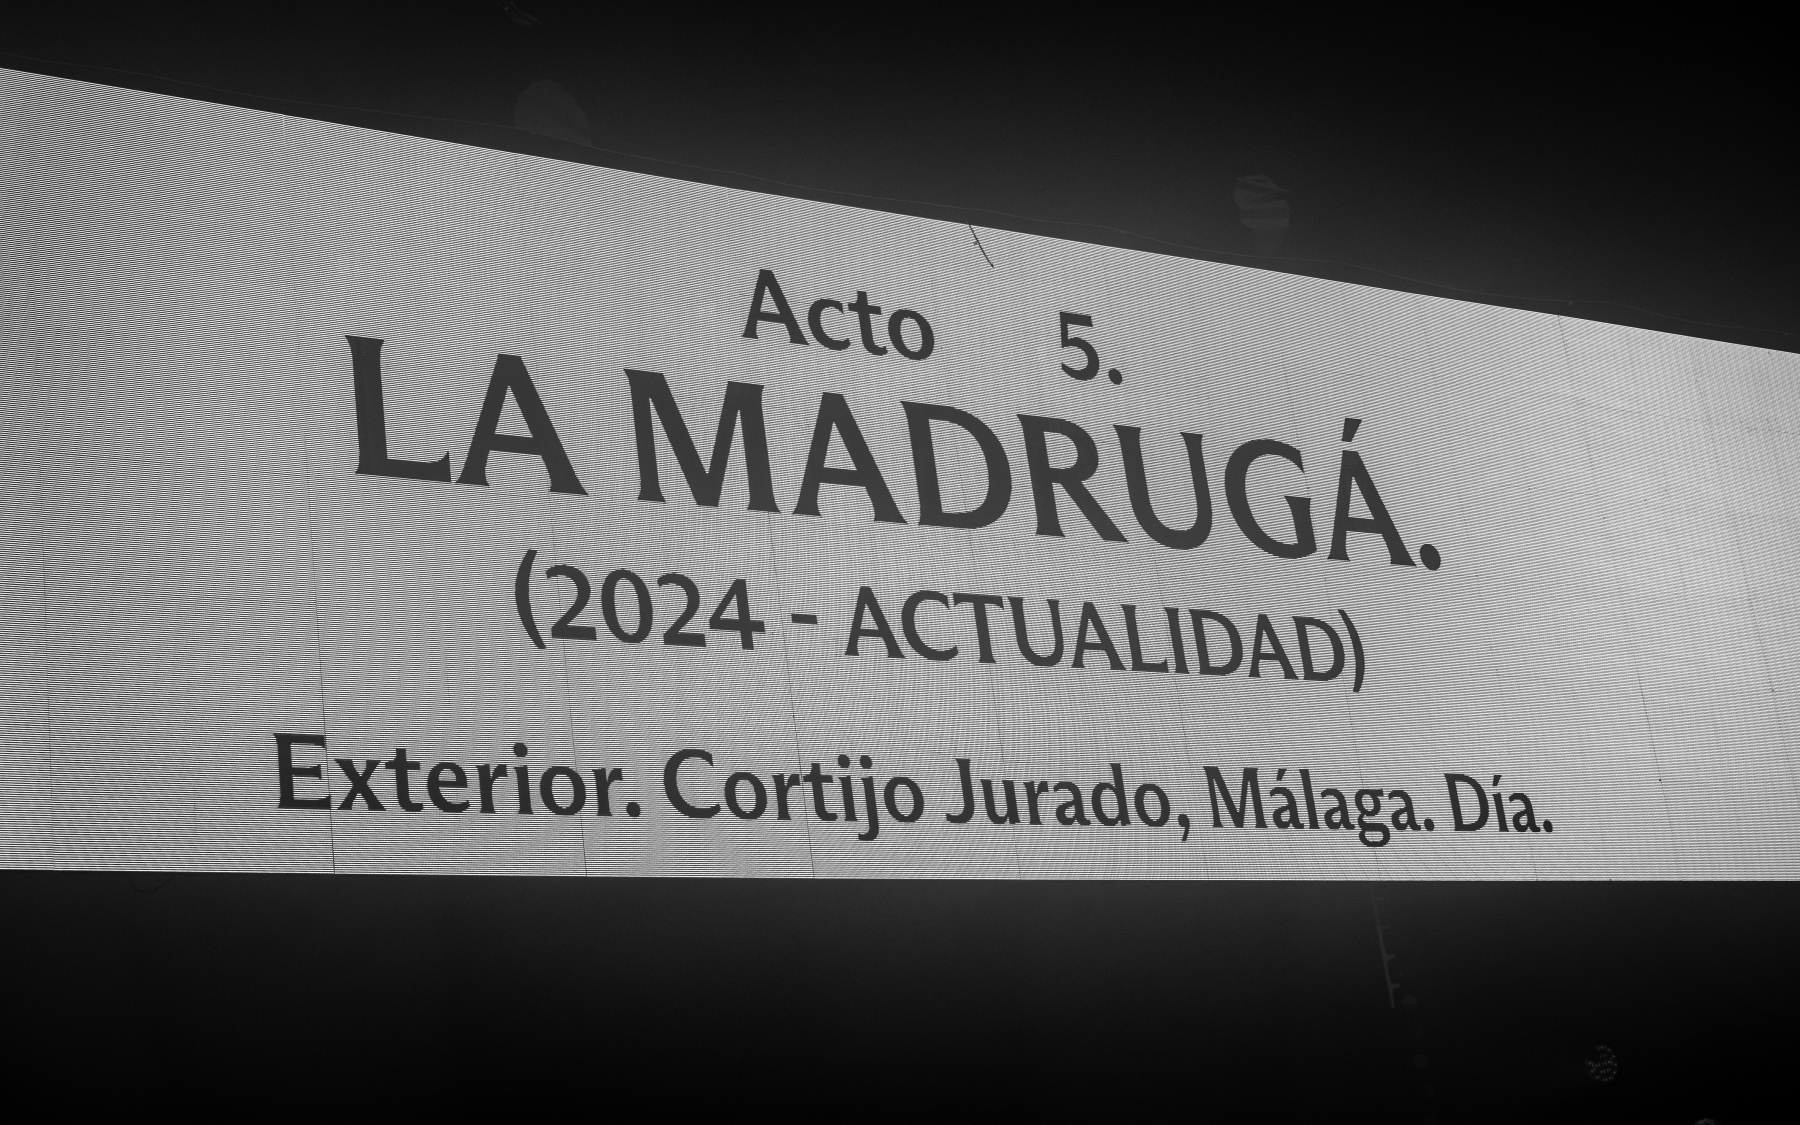 Acto 5.
LA MADRUGÁ.
(2024 - ACTUALIDAD)
Exterior. Cortijo Jurado, Málaga. Día.